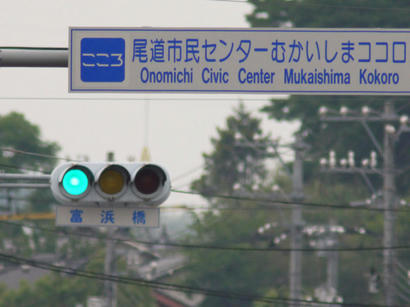 こころ
尾道市民センターむかいしまココロ
Onomichi Civic Center Mukaishima Kokoro
富浜橋